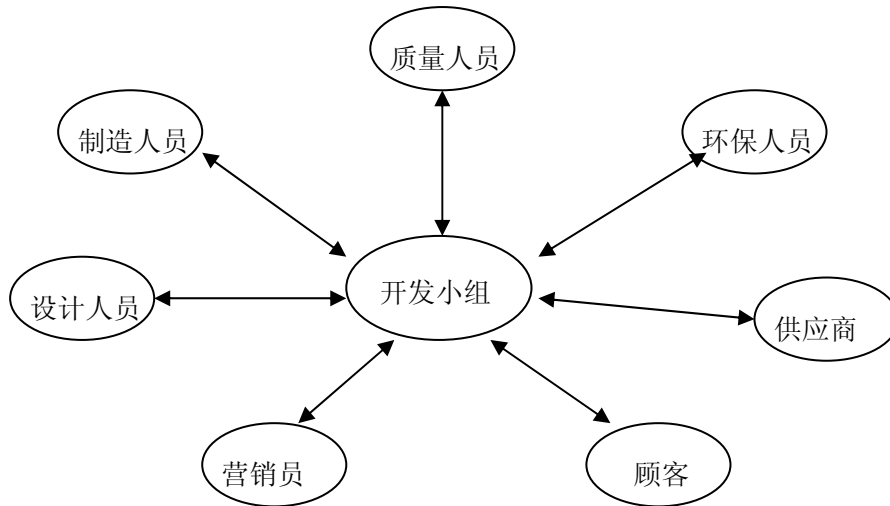 质量人员
制造人员
环保人员
开发小组
设计人员
供应商
营销员
顾客